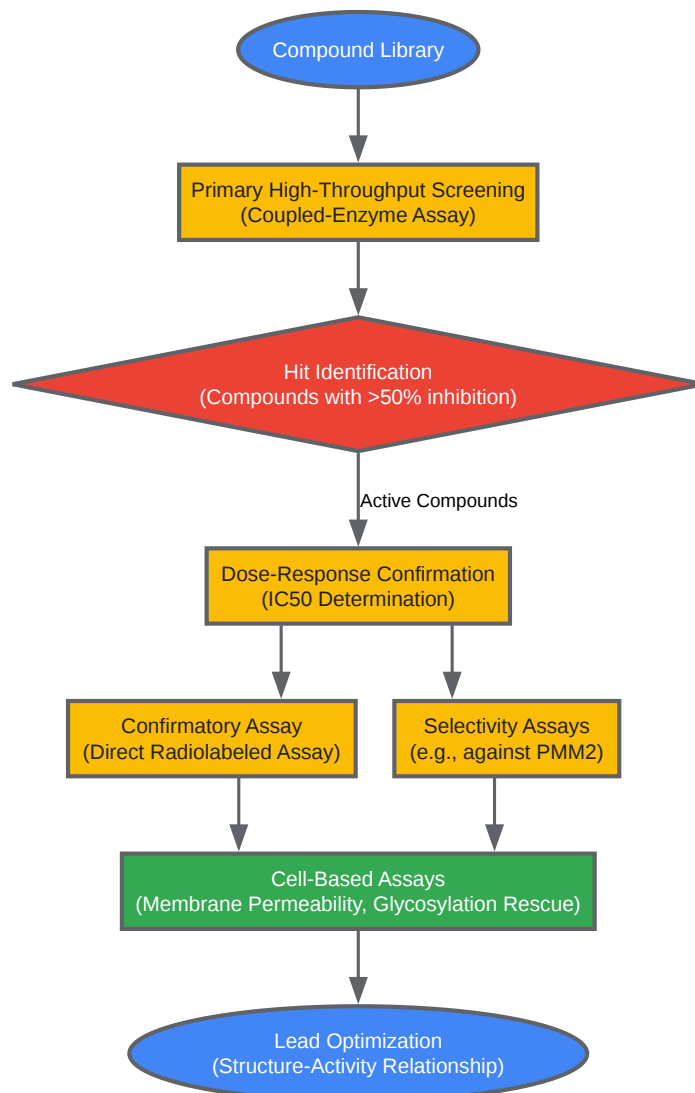 Compound Library
Primary High-Throughput Screening
(Coupled-Enzyme Assay)
Hit Identification
(Compounds with >50% inhibition)
Active Compounds
Dose-Response Confirmation
(IC50 Determination)
Confirmatory Assay
(Direct Radiolabeled Assay)
Selectivity Assays
(e.g., against PMM2)
Cell-Based Assays
(Membrane Permeability, Glycosylation Rescue)
Lead Optimization
(Structure-Activity Relationship)